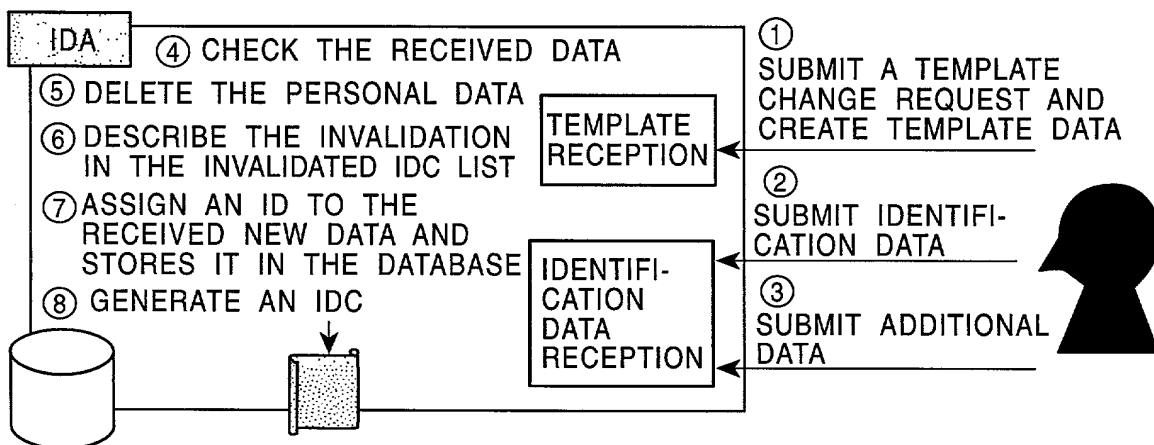 IDA
④ CHECK THE RECEIVED DATA
⑤ DELETE THE PERSONAL DATA
⑥ DESCRIBE THE INVALIDATION
IN THE INVALIDATED IDC LIST
⑦ ASSIGN AN ID TO THE
RECEIVED NEW DATA AND
STORES IT IN THE DATABASE
⑧ GENERATE AN IDC
TEMPLATE
RECEPTION
IDENTIFI-
CATION
DATA
RECEPTION
①
SUBMIT A TEMPLATE
CHANGE REQUEST AND
CREATE TEMPLATE DATA
②
SUBMIT IDENTIFI-
CATION DATA
③
SUBMIT ADDITIONAL
DATA